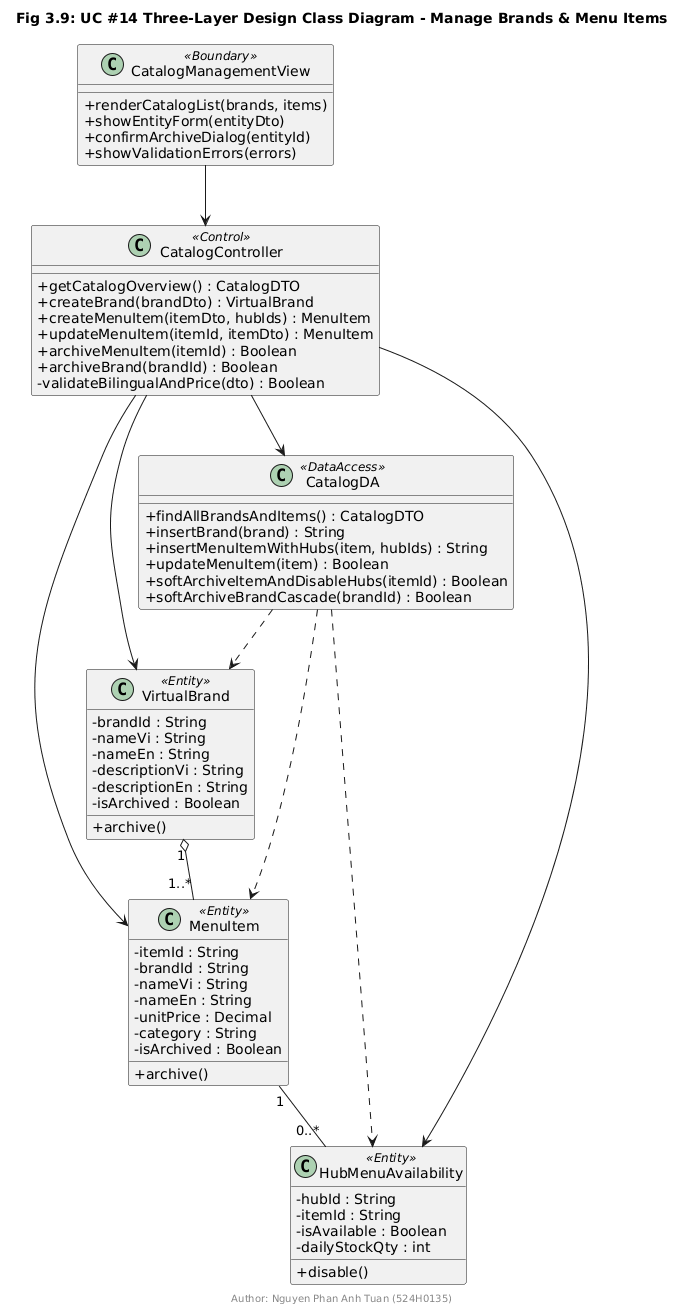 Fig 3.9: UC #14 Three-Layer Design Class Diagram - Manage Brands & Menu Items
«Boundary»
C CatalogManagementView
+renderCatalogList(brands, items)
+showEntityForm(entityDto)
+confirmArchiveDialog(entityId)
+showValidationErrors(errors)
«Control»
C CatalogController
+getCatalogOverview() : CatalogDTO
+createBrand(brandDto) : VirtualBrand
+createMenuItem(itemDto, hubIds) : MenuItem
+updateMenuItem(itemId, itemDto) : MenuItem
+archiveMenuItem(itemId) : Boolean
+archiveBrand(brandId) : Boolean
-validateBilingualAndPrice(dto) : Boolean
«DataAccess»
C CatalogDA
+findAllBrandsAndItems() : CatalogDTO
+insertBrand(brand) : String
+insertMenuItemWithHubs(item, hubIds) : String
+updateMenuItem(item) : Boolean
+softArchiveItemAndDisableHubs(itemId) : Boolean
+softArchiveBrandCascade(brandId) : Boolean
«Entity»
C VirtualBrand
-brandId : String
-nameVi : String
-nameEn : String
-descriptionVi : String
-descriptionEn : String
-isArchived : Boolean
+archive()
1
1..*
«Entity»
C MenuItem
-itemId : String
-brandId : String
-nameVi : String
-nameEn : String
-unitPrice : Decimal
-category : String
-isArchived : Boolean
+archive()
1
0..*
«Entity»
C HubMenuAvailability
-hubId : String
-itemId : String
-isAvailable : Boolean
-dailyStockQty : int
+disable()
Author: Nguyen Phan Anh Tuan (524H0135)